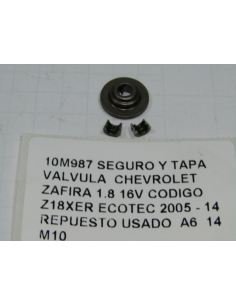 10M987 SEGURO Y TAPA
VALVULA CHEVROLET
ZAFIRA 1.8 16V CODIGO
Z18XER ECOTEC 2005 - 14
REPUESTO USADO A6 14
M10